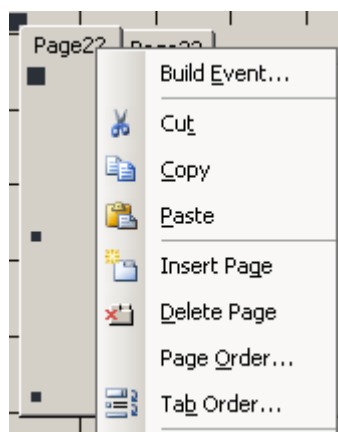 Page22
Build Event...
Cut
Copy
Paste
Insert Page
Delete Page
Page Order...
Tab Order...